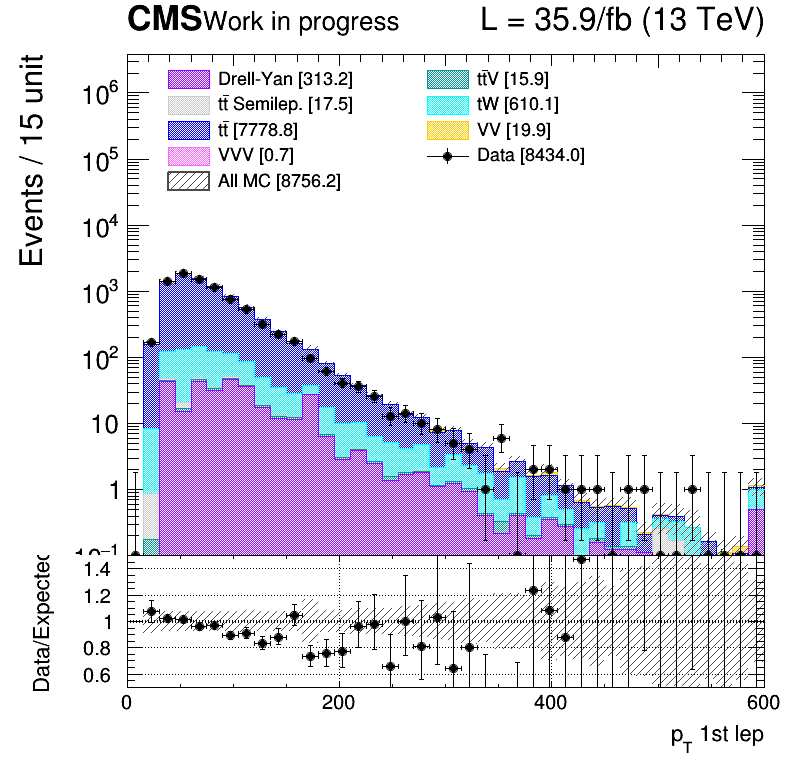 CMS Work in progress L = 35.9/fb (13 TeV)
Events / 15 unit
Drell-Yan [313.2]
tt̄ Semilep. [17.5]
tt̄ [7778.8]
VVV [0.7]
All MC [8756.2]
tt̄V [15.9]
tW [610.1]
VV [19.9]
Data [8434.0]
10⁶
10⁵
10⁴
10³
10²
10
1
10⁻¹
Data/Expected
1.4
1.2
1
0.8
0.6
0 200 400 600
p_T 1st lep